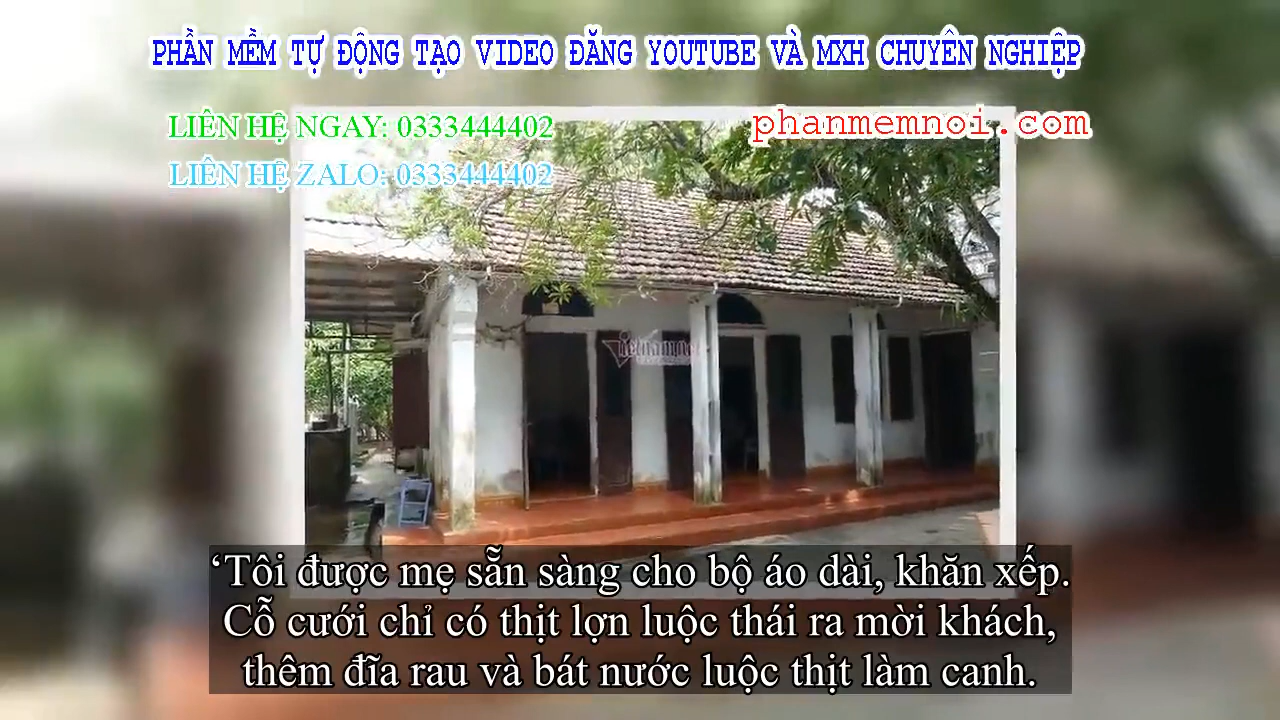 PHẦN MỀM TỰ ĐỘNG TẠO VIDEO ĐĂNG YOUTUBE VÀ MXH CHUYÊN NGHIỆP
LIÊN HỆ NGAY: 0333444402
phanmemnoi.com
LIÊN HỆ ZALO: 0333444402
Vietnamnet
‘Tôi được mẹ sẵn sàng cho bộ áo dài, khăn xếp.
Cỗ cưới chỉ có thịt lợn luộc thái ra mời khách,
thêm đĩa rau và bát nước luộc thịt làm canh.